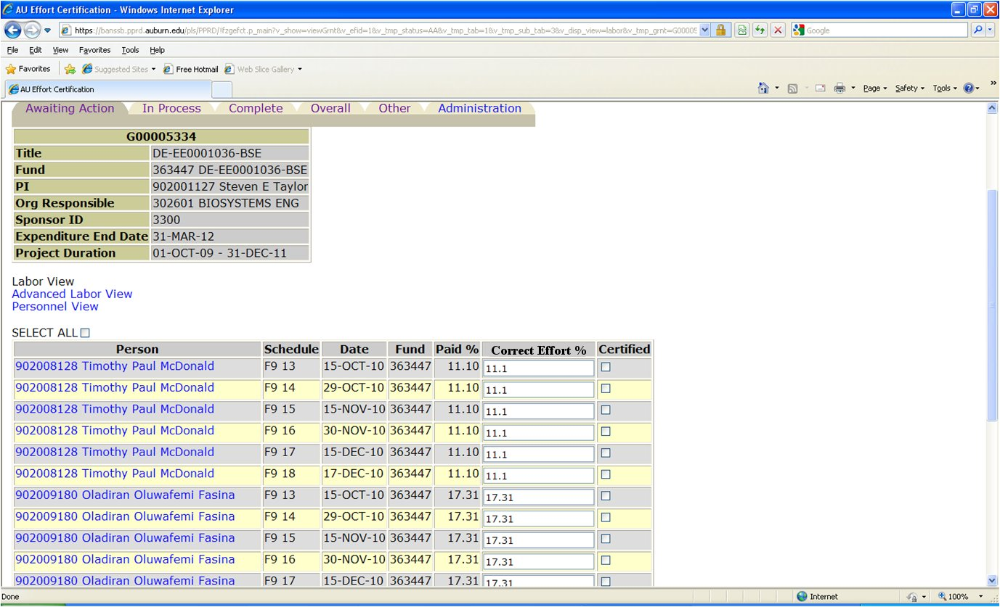 AU Effort Certification - Windows Internet Explorer
https://banssb.pprd.auburn.edu/pls/PPRD/!fzgefct.p_main?v_show=viewGrnt&v_efid=1&v_tmp_status=AA&v_tmp_tab=1&v_tmp_sub_tab=3&v_disp_view=labor&v_tmp_grnt=G00005 Google
File Edit View Favorites Tools Help
Favorites Suggested Sites Free Hotmail Web Slice Gallery
AU Effort Certification Page Safety Tools »
Awaiting Action In Process Complete Overall Other Administration
G00005334
Title DE-EE0001036-BSE
Fund 363447 DE-EE0001036-BSE
PI 902001127 Steven E Taylor
Org Responsible 302601 BIOSYSTEMS ENG
Sponsor ID 3300
Expenditure End Date 31-MAR-12
Project Duration 01-OCT-09 - 31-DEC-11
Labor View
Advanced Labor View
Personnel View
SELECT ALL
Person Schedule Date Fund Paid % Correct Effort % Certified
902008128 Timothy Paul McDonald F9 13 15-OCT-10 363447 11.10 11.1
902008128 Timothy Paul McDonald F9 14 29-OCT-10 363447 11.10 11.1
902008128 Timothy Paul McDonald F9 15 15-NOV-10 363447 11.10 11.1
902008128 Timothy Paul McDonald F9 16 30-NOV-10 363447 11.10 11.1
902008128 Timothy Paul McDonald F9 17 15-DEC-10 363447 11.10 11.1
902008128 Timothy Paul McDonald F9 18 17-DEC-10 363447 11.10 11.1
902009180 Oladiran Oluwafemi Fasina F9 13 15-OCT-10 363447 17.31 17.31
902009180 Oladiran Oluwafemi Fasina F9 14 29-OCT-10 363447 17.31 17.31
902009180 Oladiran Oluwafemi Fasina F9 15 15-NOV-10 363447 17.31 17.31
902009180 Oladiran Oluwafemi Fasina F9 16 30-NOV-10 363447 17.31 17.31
902009180 Oladiran Oluwafemi Fasina F9 17 15-DEC-10 363447 17.31 17.31
Done Internet 100%